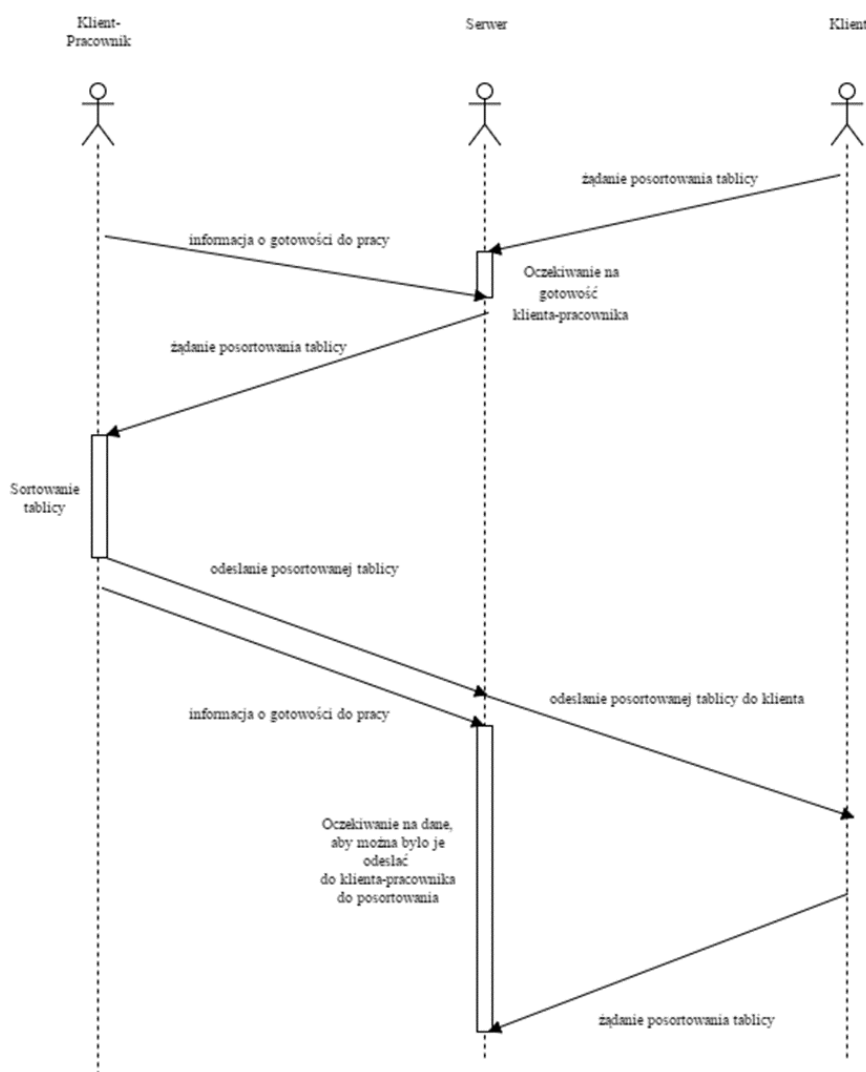 Klient-
Pracownik
Serwer
Klient
żądanie posortowania tablicy
informacja o gotowości do pracy
Oczekiwanie na
gotowość
klienta-pracownika
żądanie posortowania tablicy
Sortowanie
tablicy
odesłanie posortowanej tablicy
odesłanie posortowanej tablicy do klienta
informacja o gotowości do pracy
Oczekiwanie na dane,
aby można było je
odesłać
do klienta-pracownika
do posortowania
żądanie posortowania tablicy